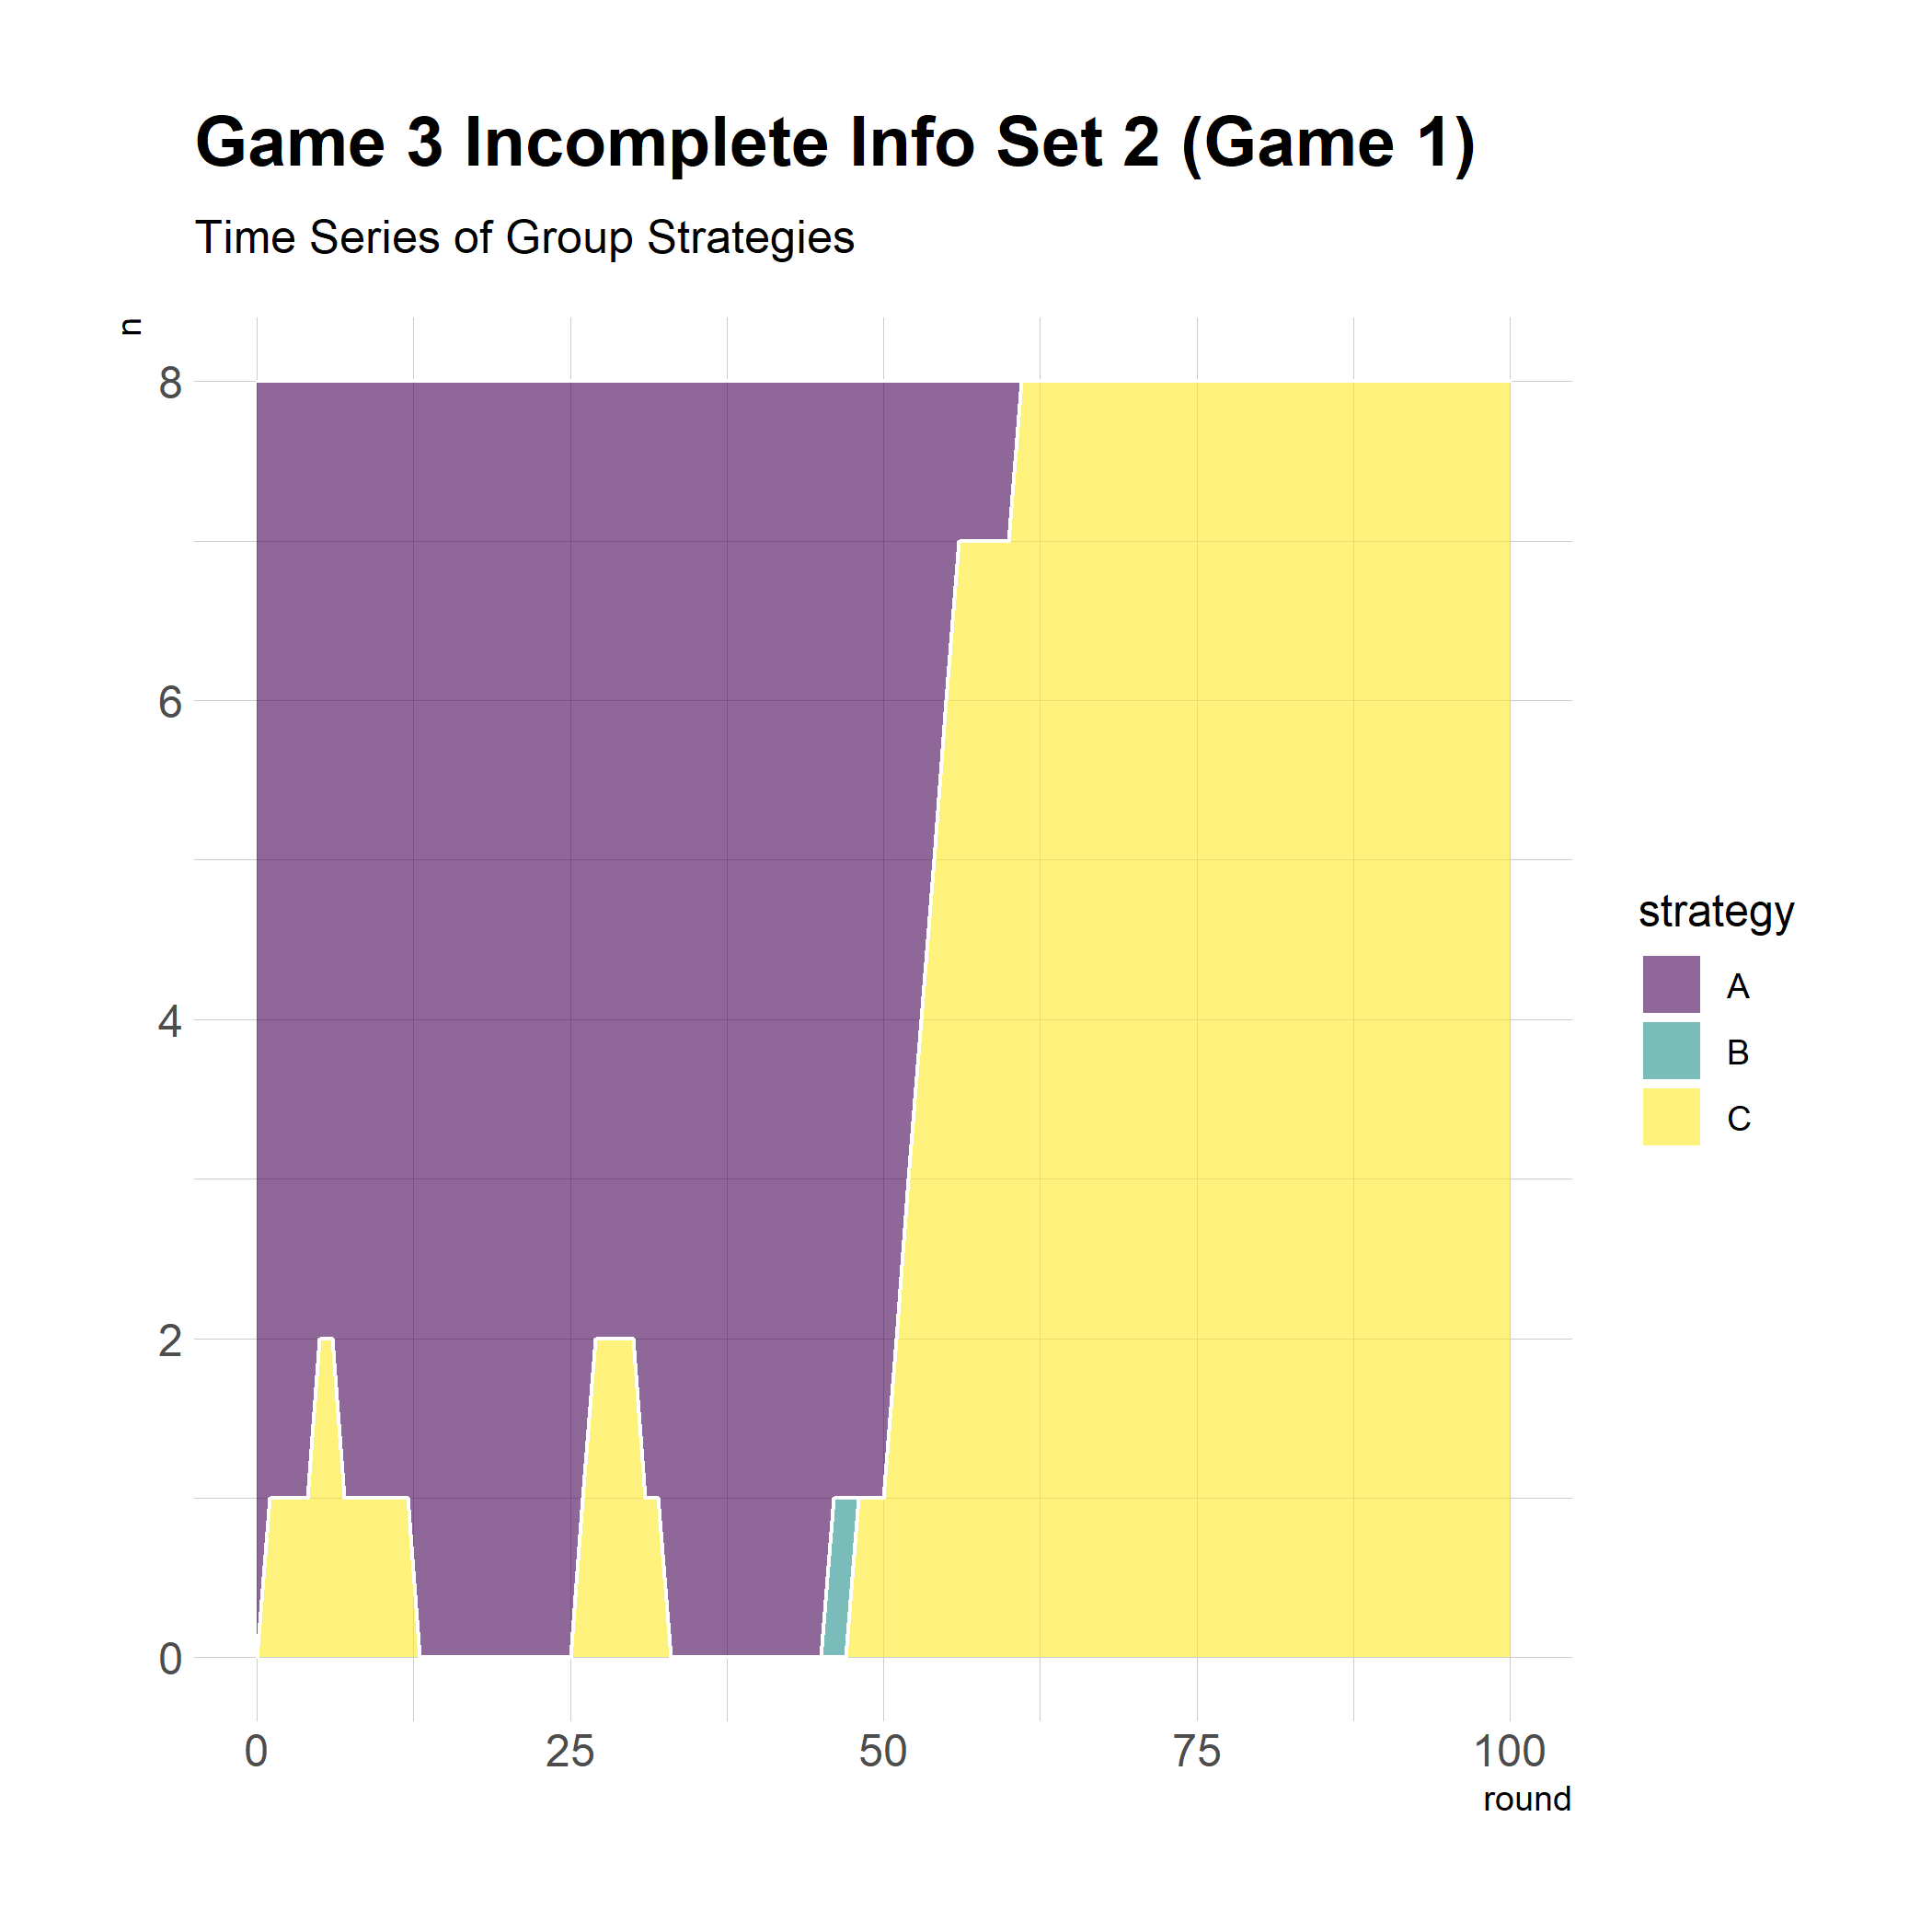 Game 3 Incomplete Info Set 2 (Game 1)
Time Series of Group Strategies
n
8
6
4
2
0
0 25 50 75 100
round
strategy
A
B
C